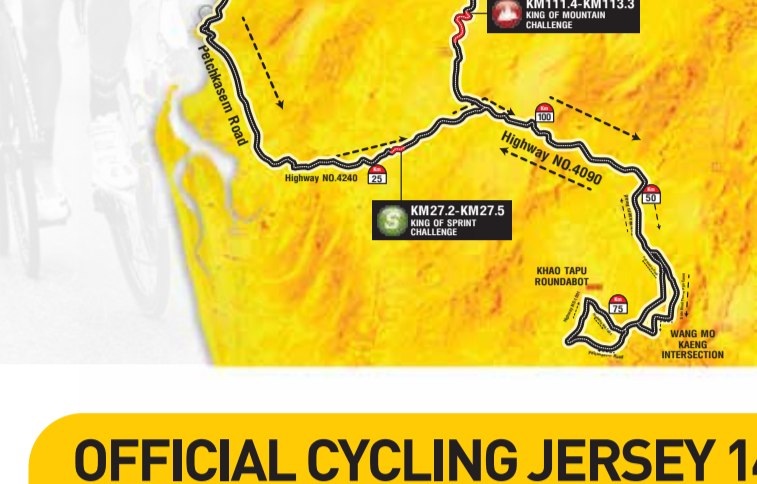 KM111.4-KM113.3
KING OF MOUNTAIN
CHALLENGE
Petchkasem Road
Km
100
Highway NO.4090
Highway NO.4240
Km
25
Km
50
S
KM27.2-KM27.5
KING OF SPRINT
CHALLENGE
KHAO TAPU
ROUNDABOT
Km
75
WANG MO
KAENG
INTERSECTION
OFFICIAL CYCLING JERSEY 14